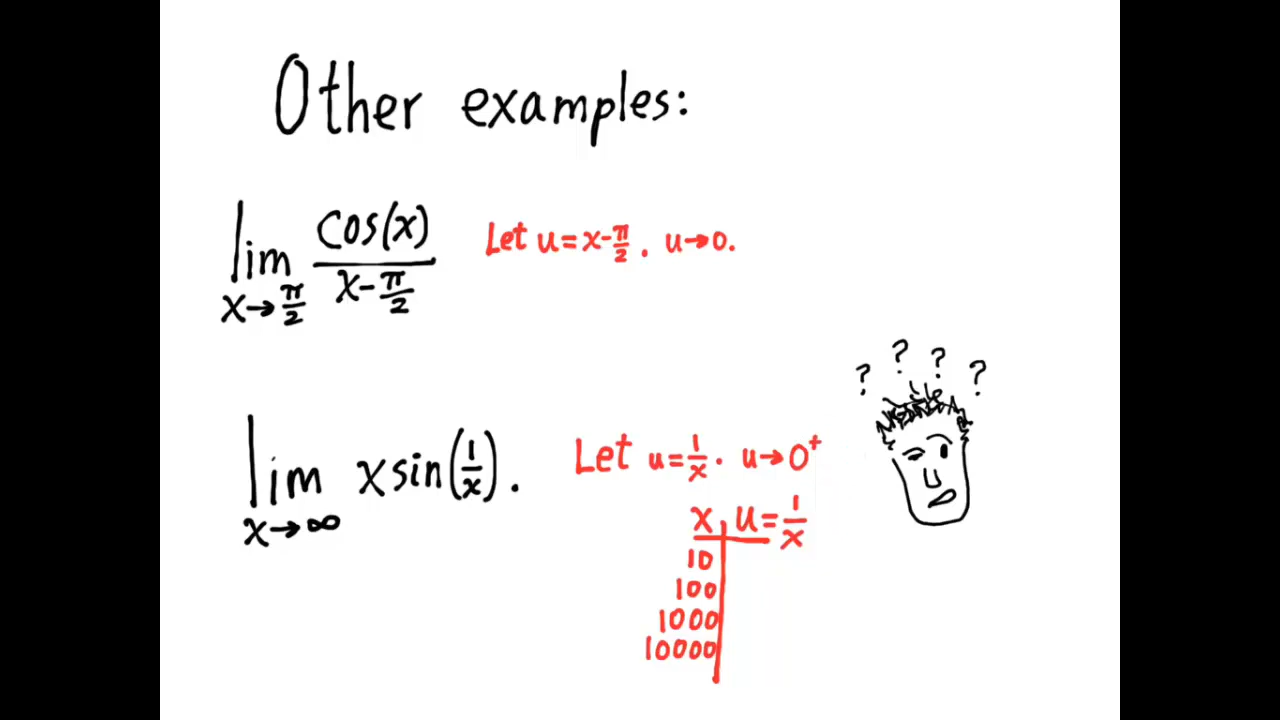 Other examples:
lim x→π/2 cos(x)/(x-π/2) Let u=x-π/2. u→0.
? ? ? ?
lim x→∞ x sin(1/x). Let u=1/x. u→0⁺
x u=1/x
10
100
1000
10000